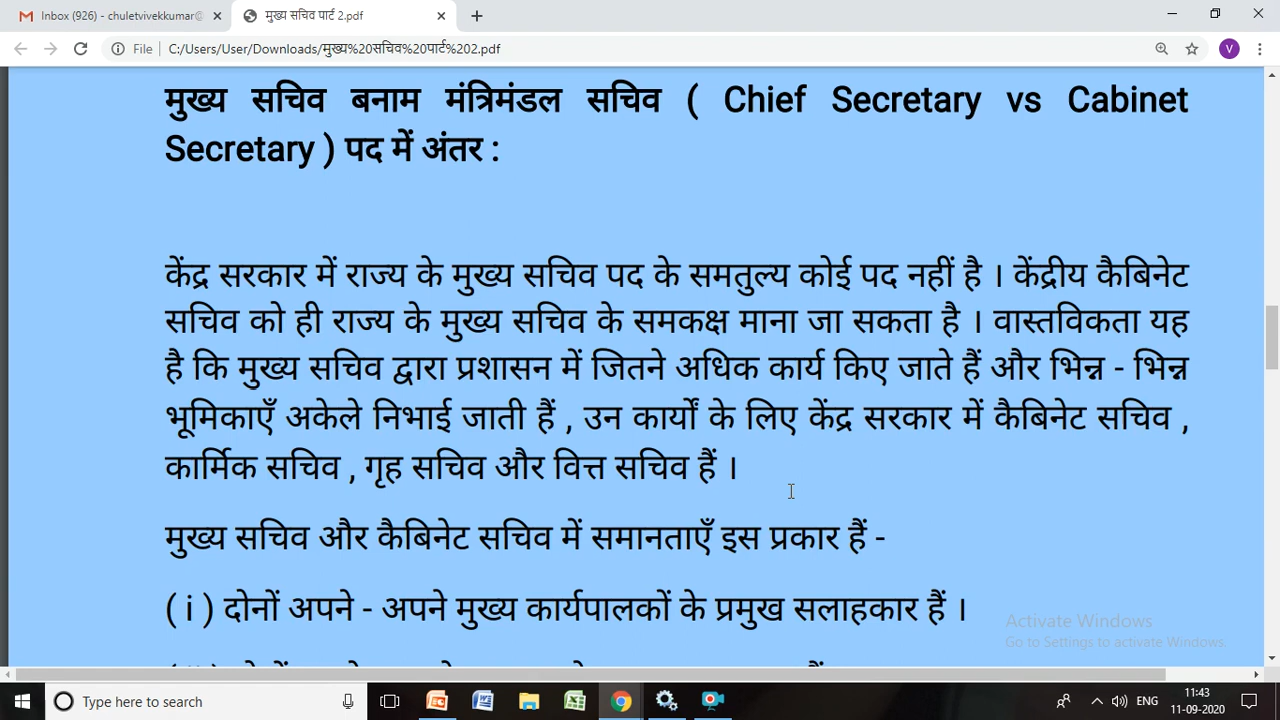 Inbox (926) - chuletvivekkumar@
मुख्य सचिव पार्ट 2.pdf
File
C:/Users/User/Downloads/मुख्य%20सचिव%20पार्ट%202.pdf
V
मुख्य सचिव बनाम मंत्रिमंडल सचिव ( Chief Secretary vs Cabinet
Secretary ) पद में अंतर :
केंद्र सरकार में राज्य के मुख्य सचिव पद के समतुल्य कोई पद नहीं है । केंद्रीय कैबिनेट
सचिव को ही राज्य के मुख्य सचिव के समकक्ष माना जा सकता है । वास्तविकता यह
है कि मुख्य सचिव द्वारा प्रशासन में जितने अधिक कार्य किए जाते हैं और भिन्न - भिन्न
भूमिकाएँ अकेले निभाई जाती हैं , उन कार्यों के लिए केंद्र सरकार में कैबिनेट सचिव ,
कार्मिक सचिव , गृह सचिव और वित्त सचिव हैं ।
मुख्य सचिव और कैबिनेट सचिव में समानताएँ इस प्रकार हैं -
( i ) दोनों अपने - अपने मुख्य कार्यपालकों के प्रमुख सलाहकार हैं ।
Activate Windows
Go to Settings to activate Windows.
Type here to search
ENG
11:43
11-09-2020